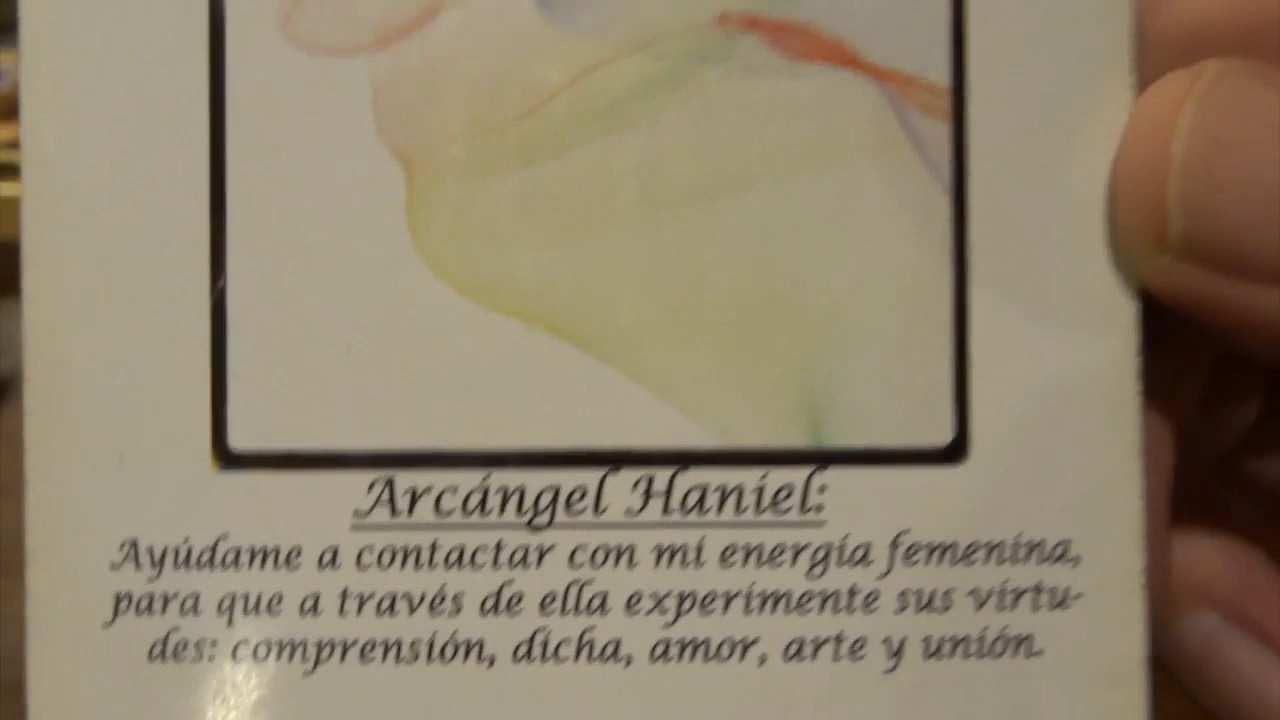 Arcángel Haniel:
Ayúdame a contactar con mi energía femenina,
para que a través de ella experimente sus virtu-
des: comprensión, dicha, amor, arte y unión.